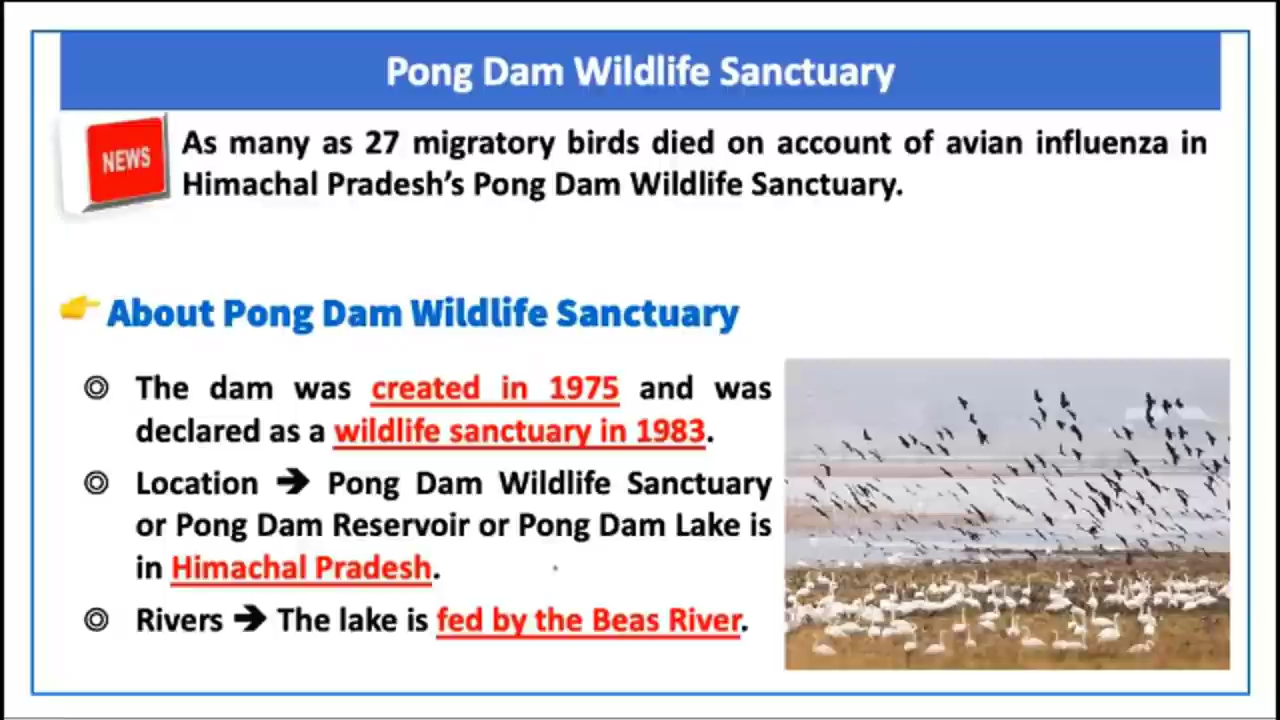 Pong Dam Wildlife Sanctuary
NEWS
As many as 27 migratory birds died on account of avian influenza in
Himachal Pradesh’s Pong Dam Wildlife Sanctuary.
About Pong Dam Wildlife Sanctuary
◎ The dam was created in 1975 and was
declared as a wildlife sanctuary in 1983.
◎ Location ➔ Pong Dam Wildlife Sanctuary
or Pong Dam Reservoir or Pong Dam Lake is
in Himachal Pradesh.
◎ Rivers ➔ The lake is fed by the Beas River.